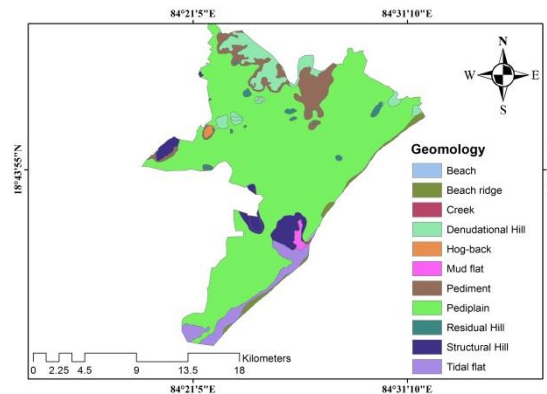 84°21'5"E 84°31'10"E
N
W E
S
18°43'55"N
Geomology
Beach
Beach ridge
Creek
Denudational Hill
Hog-back
Mud flat
Pediment
Pediplain
Residual Hill
Structural Hill
Tidal flat
Kilometers
0 2.25 4.5 9 13.5 18
84°21'5"E 84°31'10"E